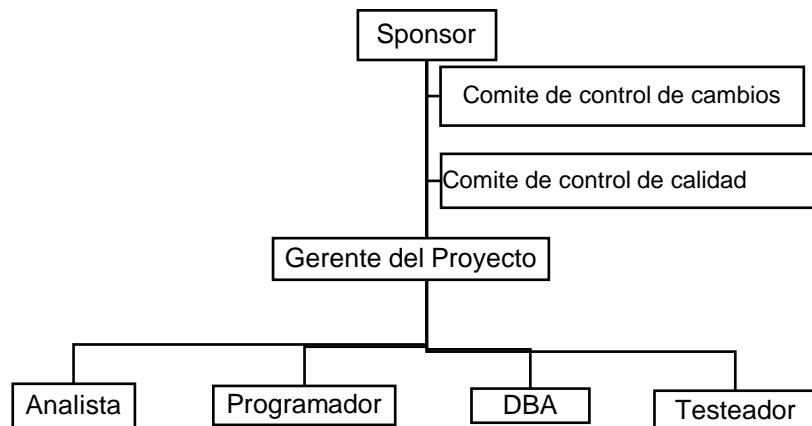 Sponsor
Comite de control de cambios
Comite de control de calidad
Gerente del Proyecto
Analista
Programador
DBA
Testeador